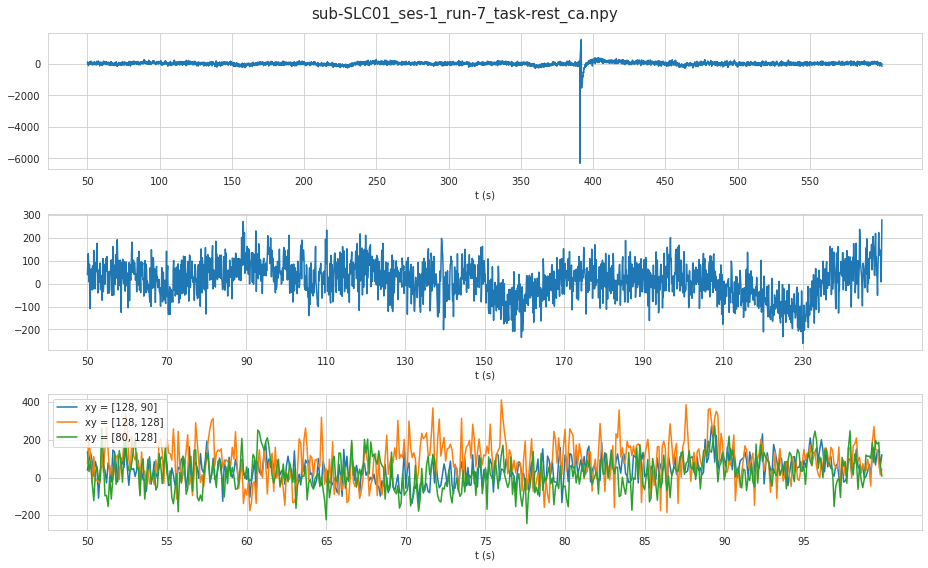 sub-SLC01_ses-1_run-7_task-rest_ca.npy
0
−2000
−4000
−6000
50 100 150 200 250 300 350 400 450 500 550
t (s)
300
200
100
0
−100
−200
50 70 90 110 130 150 170 190 210 230
t (s)
xy = [128, 90]
xy = [128, 128]
xy = [80, 128]
400
200
0
−200
50 55 60 65 70 75 80 85 90 95
t (s)